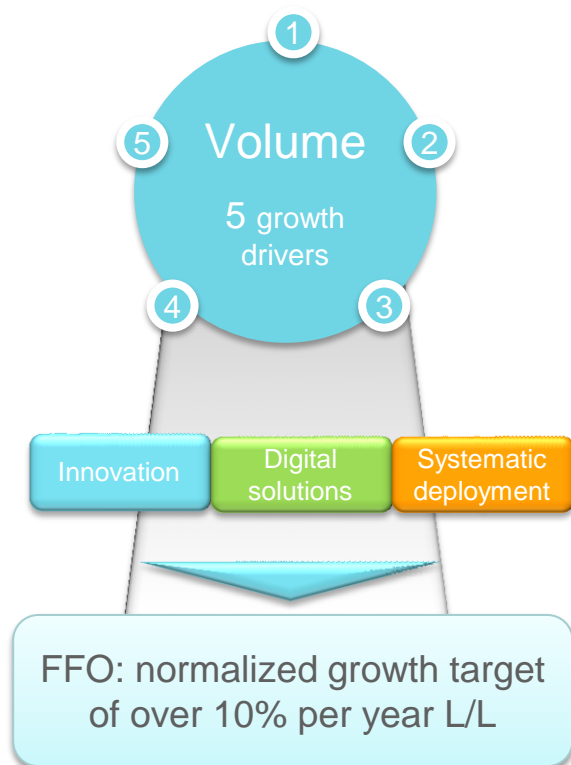 1
5
Volume
2
5 growth
drivers
4
3
Innovation
Digital
solutions
Systematic
deployment
FFO: normalized growth target
of over 10% per year L/L